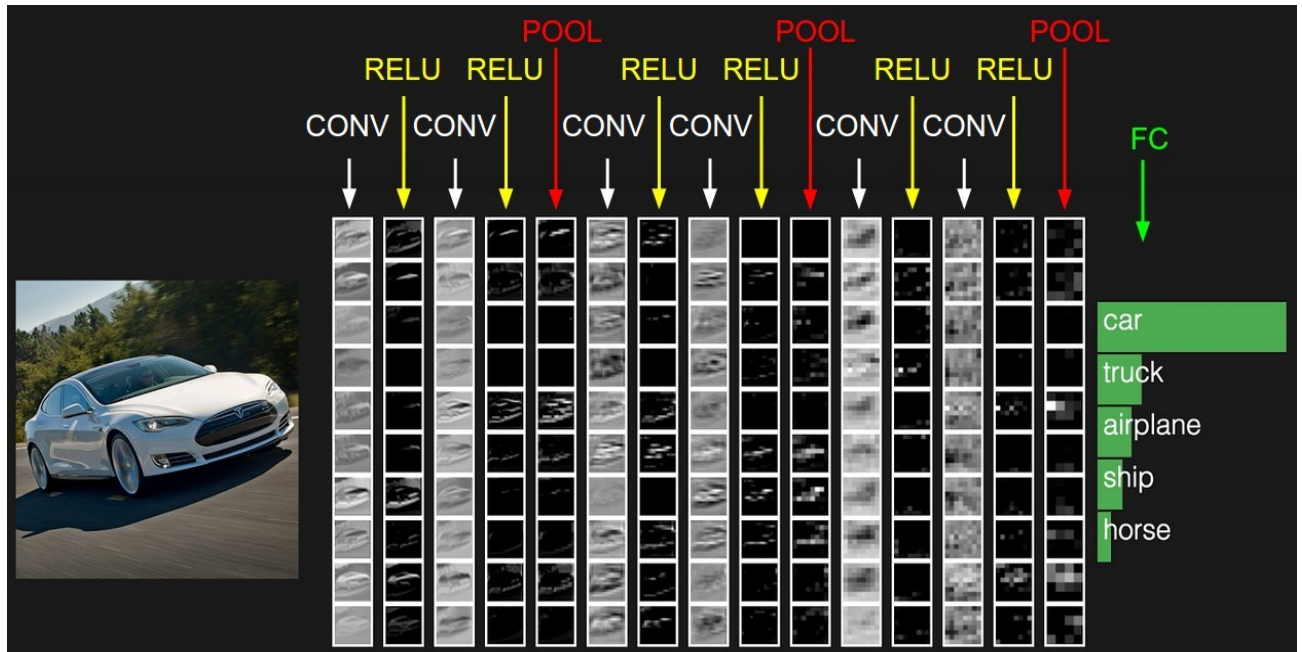 POOL POOL POOL
RELU RELU RELU RELU RELU RELU
CONV CONV CONV CONV CONV CONV
FC
car
truck
airplane
ship
horse